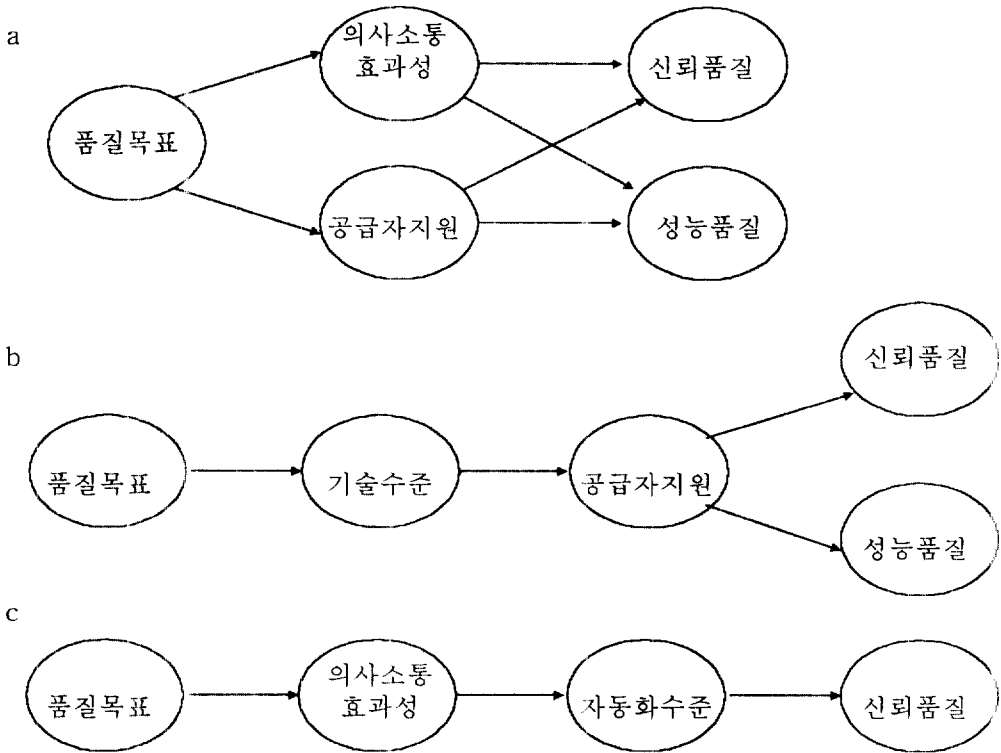 a
의사소통
효과성
신뢰품질
품질목표
공급자지원
성능품질
b
신뢰품질
품질목표
기술수준
공급자지원
성능품질
c
품질목표
의사소통
효과성
자동화수준
신뢰품질